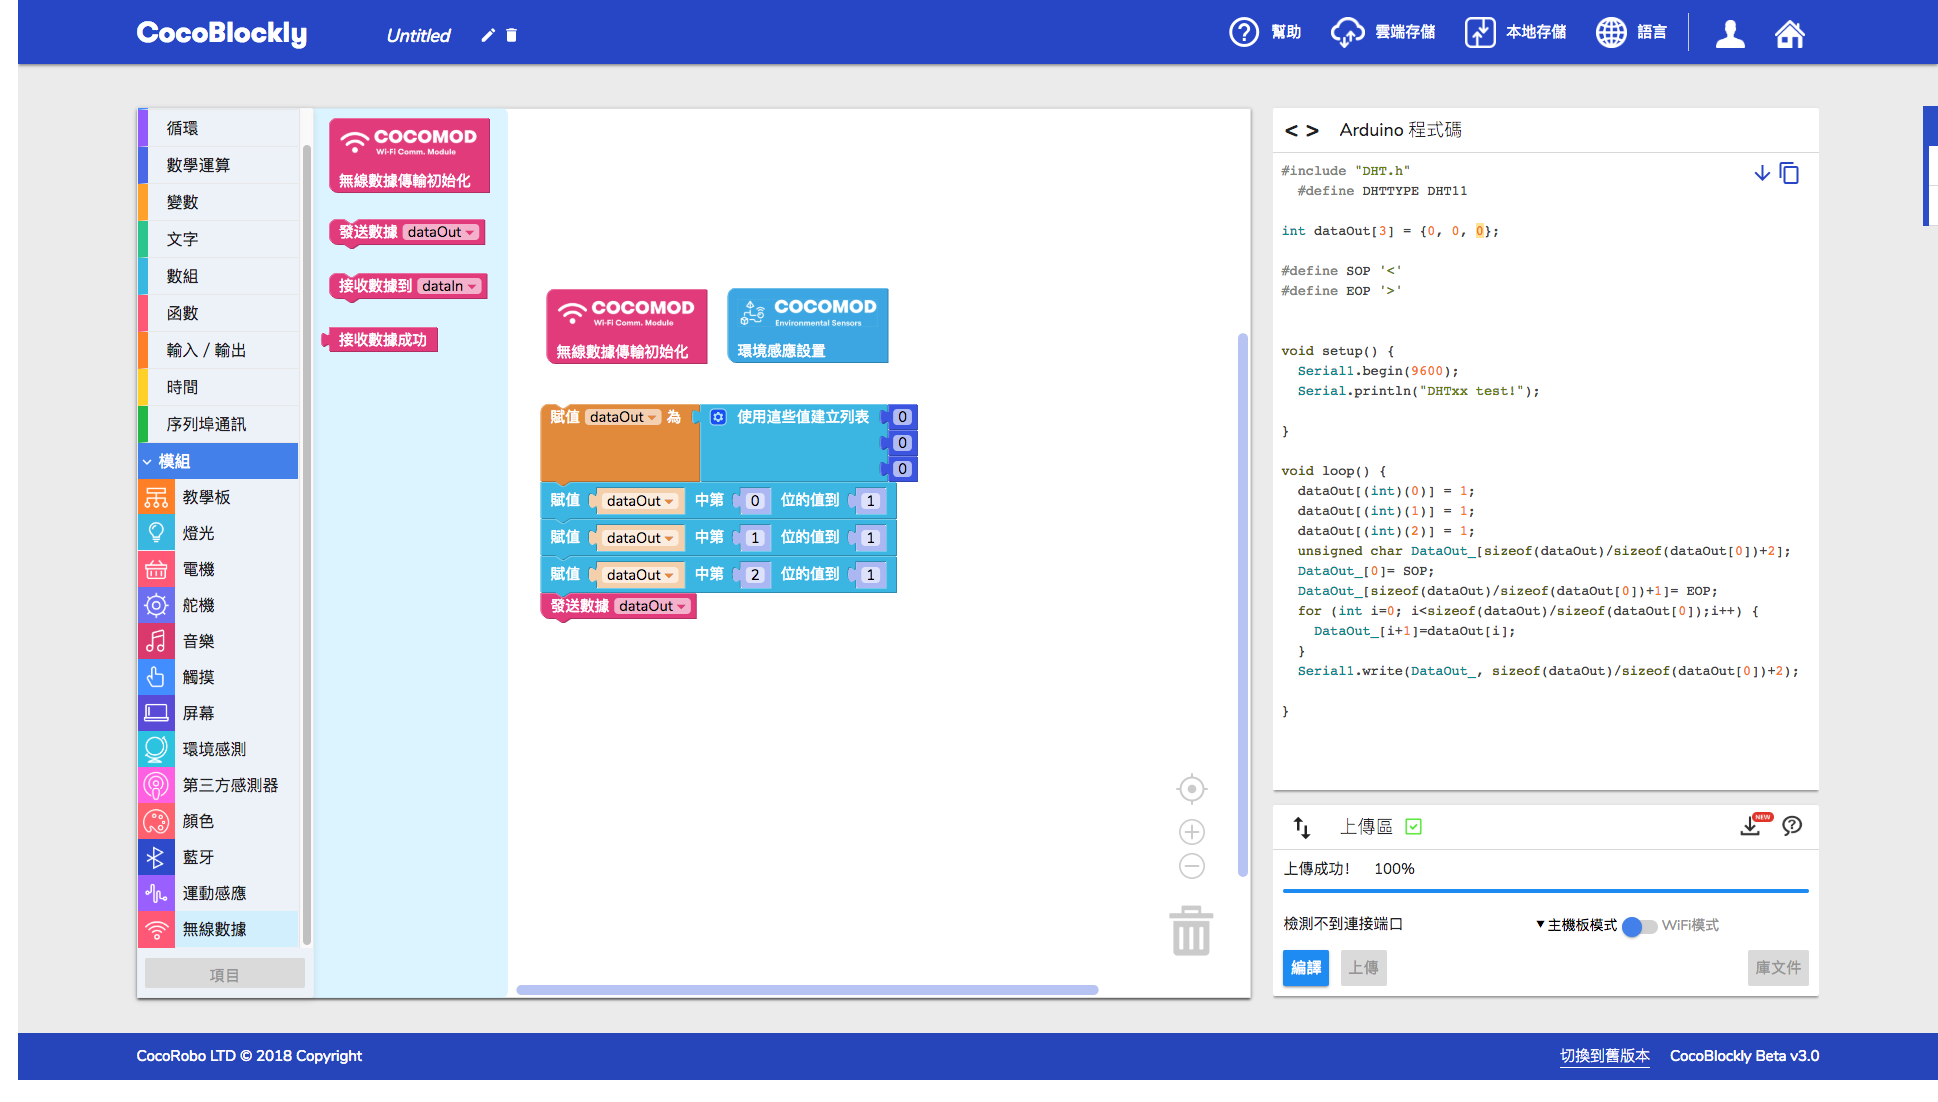 CocoBlockly
Untitled
幫助
雲端存儲
本地存儲
語言
循環
數學運算
變數
文字
數組
函數
輸入 / 輸出
時間
序列埠通訊
模組
教學板
燈光
電機
舵機
音樂
觸摸
屏幕
環境感測
第三方感測器
顏色
藍牙
運動感應
無線數據
項目
COCOMOD
Wi-Fi Comm. Module
無線數據傳輸初始化
發送數據 dataOut
接收數據到 dataIn
接收數據成功
COCOMOD
Wi-Fi Comm. Module
無線數據傳輸初始化
COCOMOD
Environmental Sensors
環境感應設置
賦值 dataOut 為 使用這些值建立列表 0
0
0
賦值 dataOut 中第 0 位的值到 1
賦值 dataOut 中第 1 位的值到 1
賦值 dataOut 中第 2 位的值到 1
發送數據 dataOut
< > Arduino 程式碼
#include "DHT.h"
#define DHTTYPE DHT11
int dataOut[3] = {0, 0, 0};
#define SOP '<'
#define EOP '>'
void setup() {
Serial1.begin(9600);
Serial.println("DHTxx test!");
}
void loop() {
dataOut[(int)(0)] = 1;
dataOut[(int)(1)] = 1;
dataOut[(int)(2)] = 1;
unsigned char DataOut_[sizeof(dataOut)/sizeof(dataOut[0])+2];
DataOut_[0]= SOP;
DataOut_[sizeof(dataOut)/sizeof(dataOut[0])+1]= EOP;
for (int i=0; i<sizeof(dataOut)/sizeof(dataOut[0]);i++) {
DataOut_[i+1]=dataOut[i];
}
Serial1.write(DataOut_, sizeof(dataOut)/sizeof(dataOut[0])+2);
}
上傳區
NEW
上傳成功! 100%
檢測不到連接端口
▼主機板模式 WiFi模式
編譯
上傳
庫文件
CocoRobo LTD © 2018 Copyright
切換到舊版本
CocoBlockly Beta v3.0